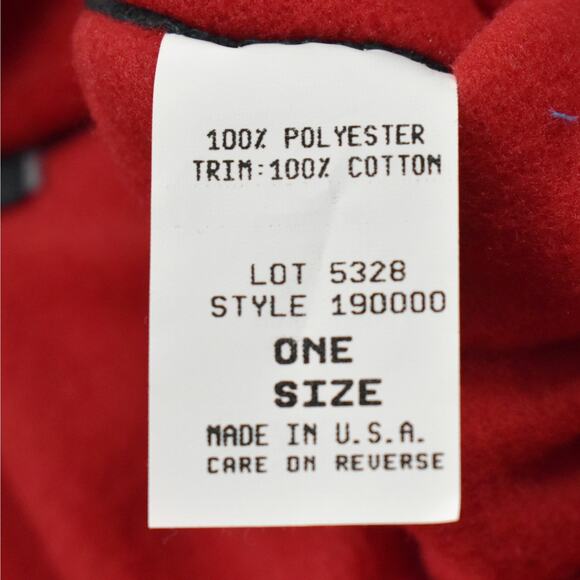 100% POLYESTER
TRIM:100% COTTON
LOT 5328
STYLE 190000
ONE
SIZE
MADE IN U.S.A.
CARE ON REVERSE